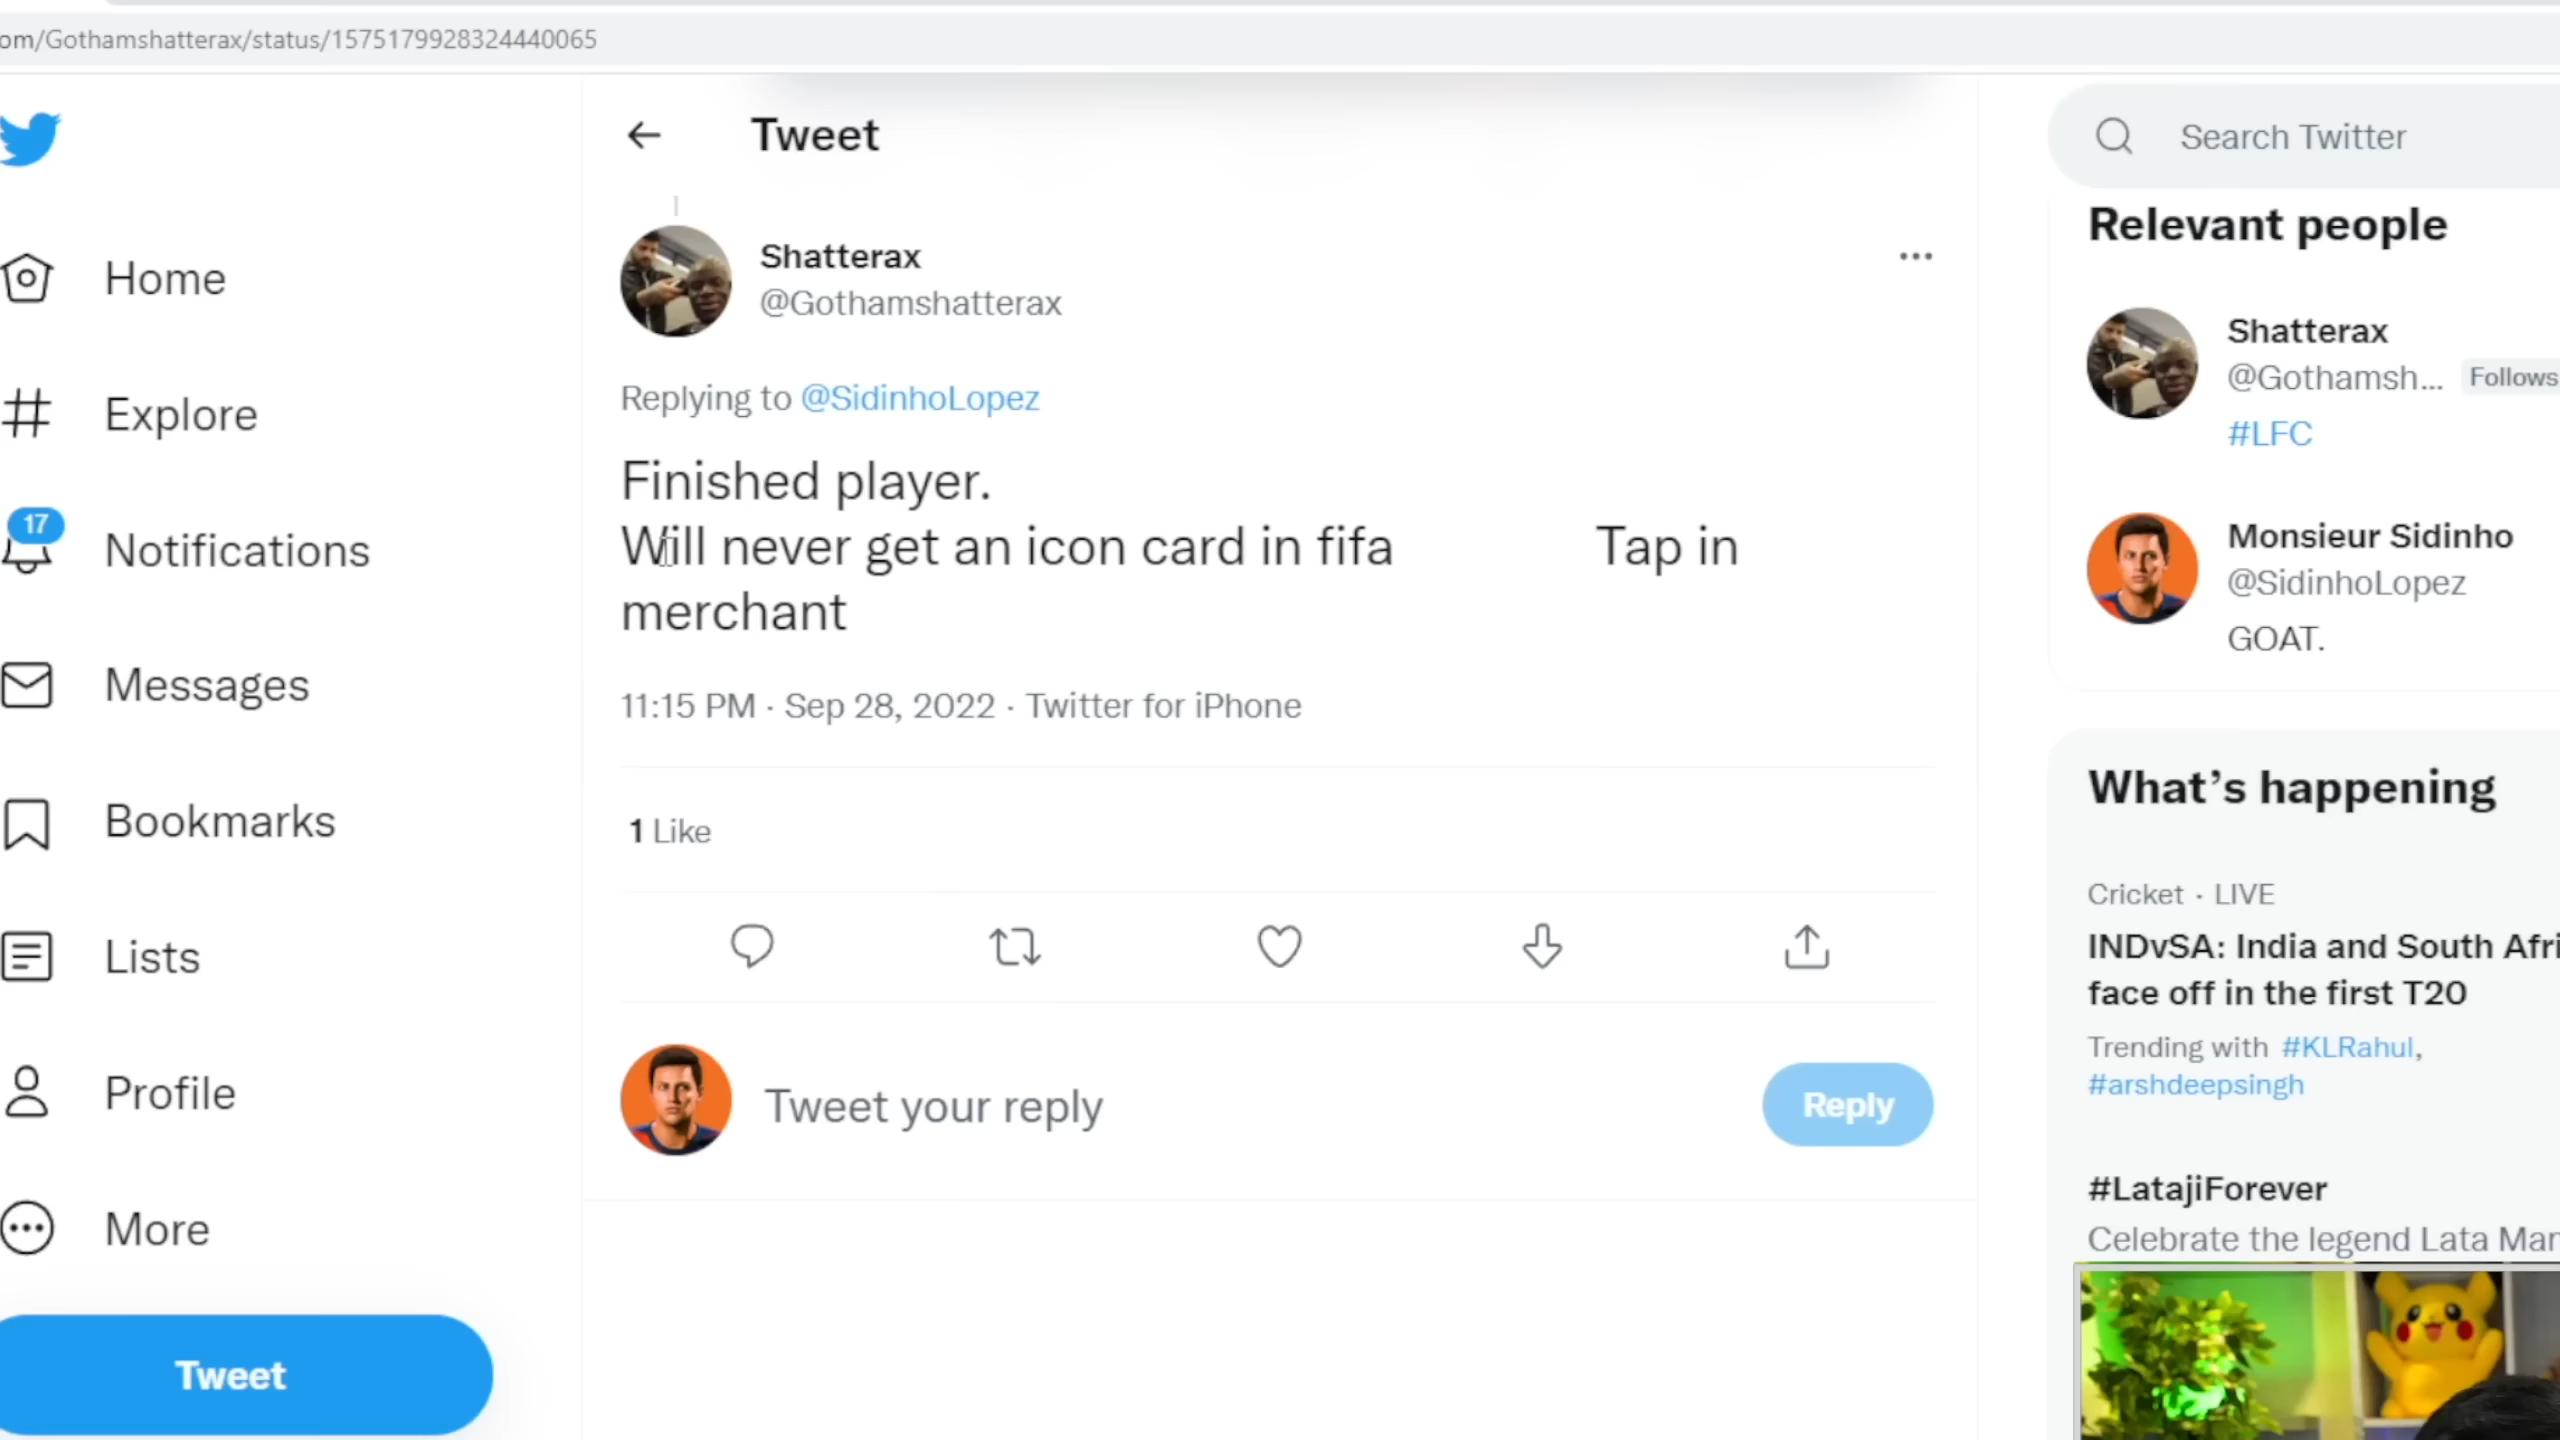 om/Gothamshatterax/status/1575179928324440065
Tweet
Search Twitter
Home
Explore
17
Notifications
Messages
Bookmarks
Lists
Profile
More
Tweet
Shatterax
@Gothamshatterax
Replying to @SidinhoLopez
Finished player.
Will never get an icon card in fifa Tap in
merchant
11:15 PM · Sep 28, 2022 · Twitter for iPhone
1 Like
Tweet your reply
Reply
Relevant people
Shatterax
@Gothamsh... Follows
#LFC
Monsieur Sidinho
@SidinhoLopez
GOAT.
What's happening
Cricket · LIVE
INDvSA: India and South Afri
face off in the first T20
Trending with #KLRahul,
#arshdeepsingh
#LatajiForever
Celebrate the legend Lata Man